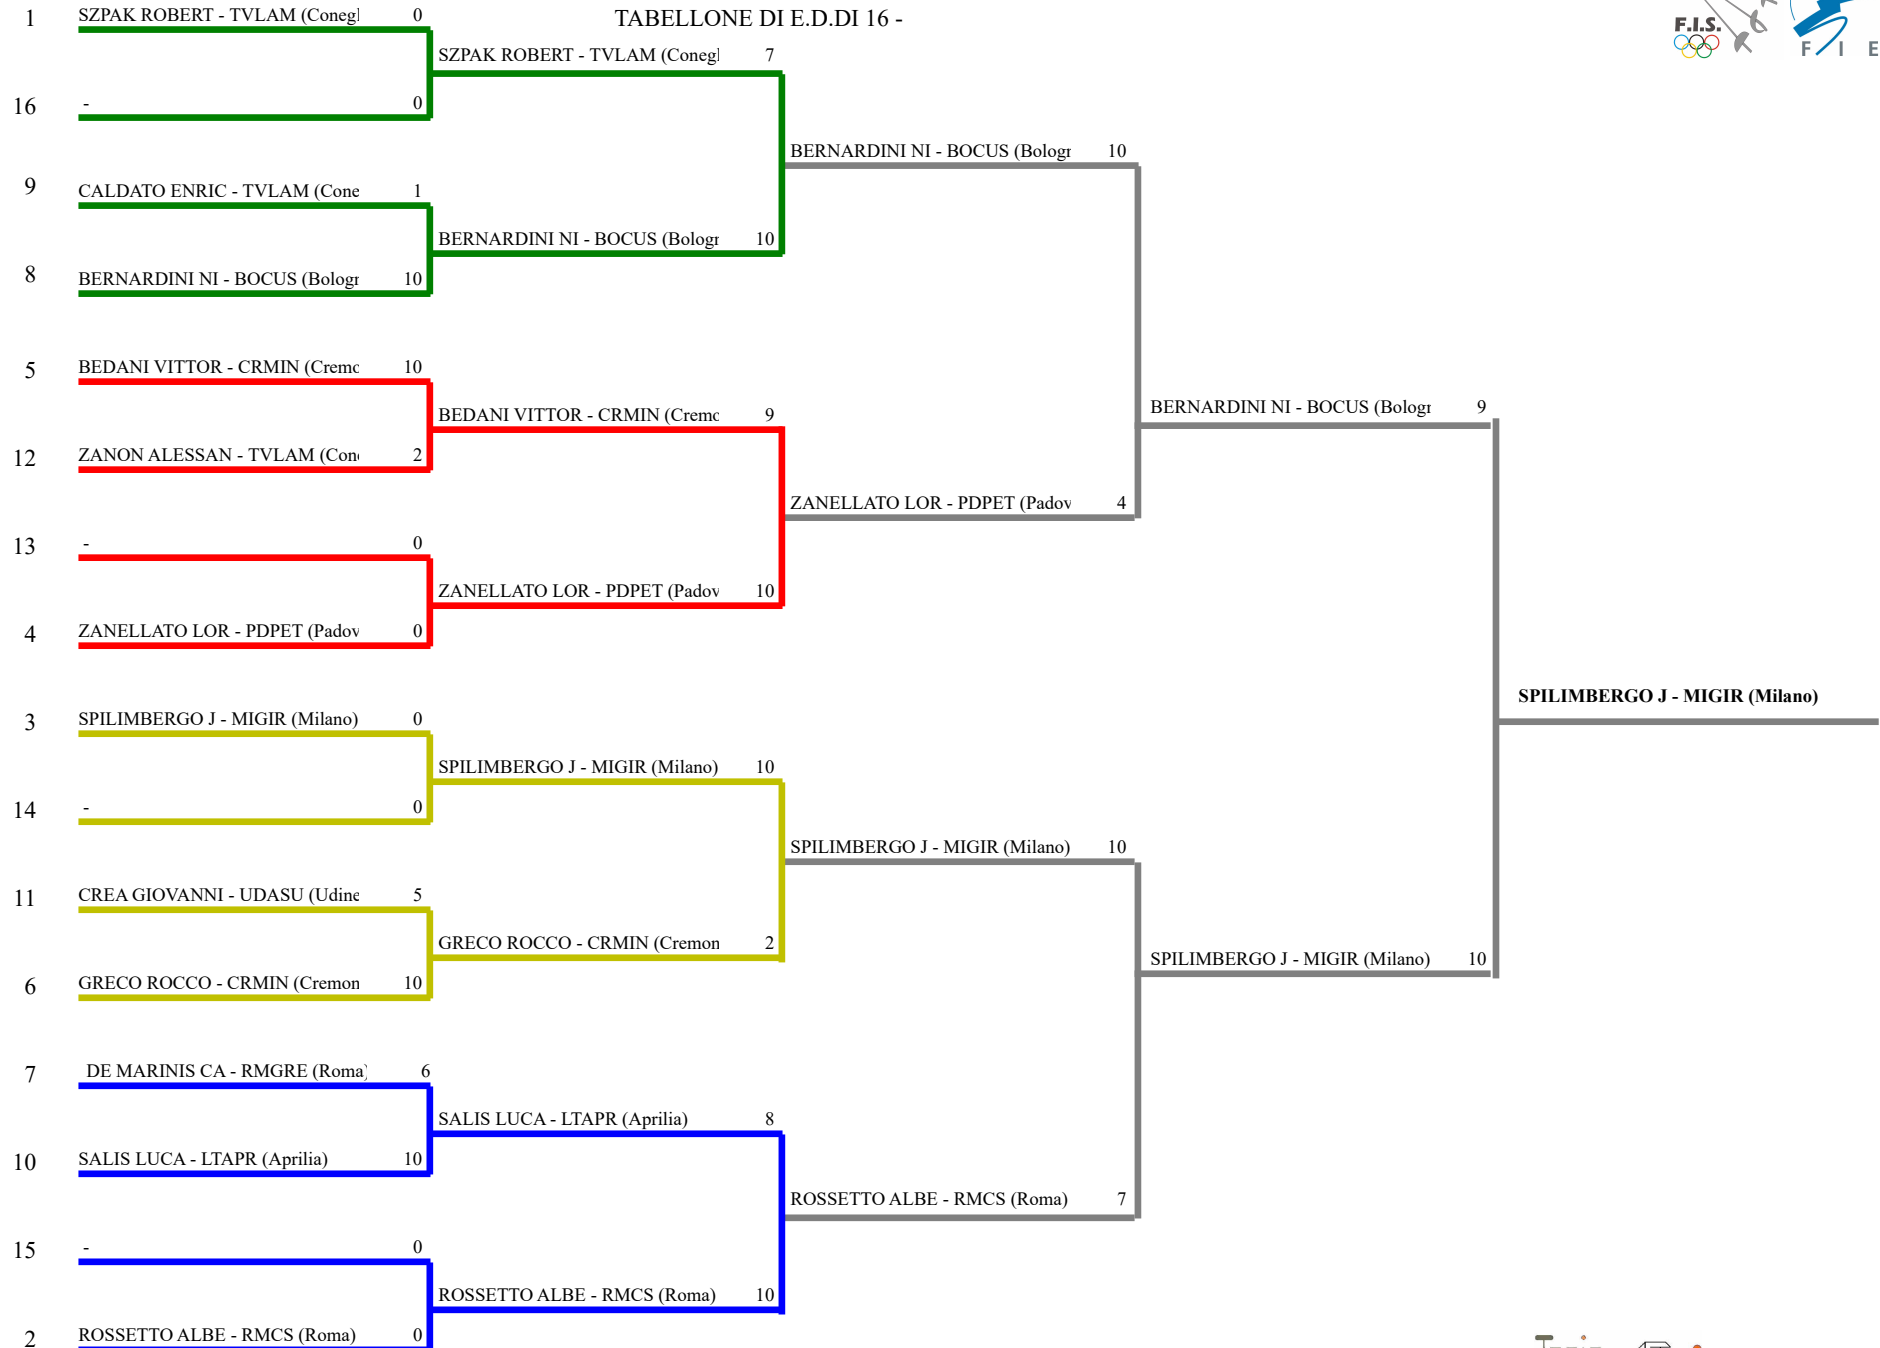 TABELLONE DI E.D.DI 16 -
F.I.S.
F I E
1 SZPAK ROBERT - TVLAM (Conegl 0
SZPAK ROBERT - TVLAM (Conegl 7
16 - 0
BERNARDINI NI - BOCUS (Bologr 10
9 CALDATO ENRIC - TVLAM (Cone 1
BERNARDINI NI - BOCUS (Bologr 10
8 BERNARDINI NI - BOCUS (Bologr 10
5 BEDANI VITTOR - CRMIN (Cremo 10
BERNARDINI NI - BOCUS (Bologr 9
BEDANI VITTOR - CRMIN (Cremo 9
12 ZANON ALESSAN - TVLAM (Con 2
ZANELLATO LOR - PDPET (Padov 4
13 - 0
ZANELLATO LOR - PDPET (Padov 10
4 ZANELLATO LOR - PDPET (Padov 0
SPILIMBERGO J - MIGIR (Milano)
3 SPILIMBERGO J - MIGIR (Milano) 0
SPILIMBERGO J - MIGIR (Milano) 10
14 - 0
SPILIMBERGO J - MIGIR (Milano) 10
11 CREA GIOVANNI - UDASU (Udine 5
GRECO ROCCO - CRMIN (Cremon 2
SPILIMBERGO J - MIGIR (Milano) 10
6 GRECO ROCCO - CRMIN (Cremon 10
7 DE MARINIS CA - RMGRE (Roma) 6
SALIS LUCA - LTAPR (Aprilia) 8
10 SALIS LUCA - LTAPR (Aprilia) 10
ROSSETTO ALBE - RMCS (Roma) 7
15 - 0
ROSSETTO ALBE - RMCS (Roma) 10
2 ROSSETTO ALBE - RMCS (Roma) 0